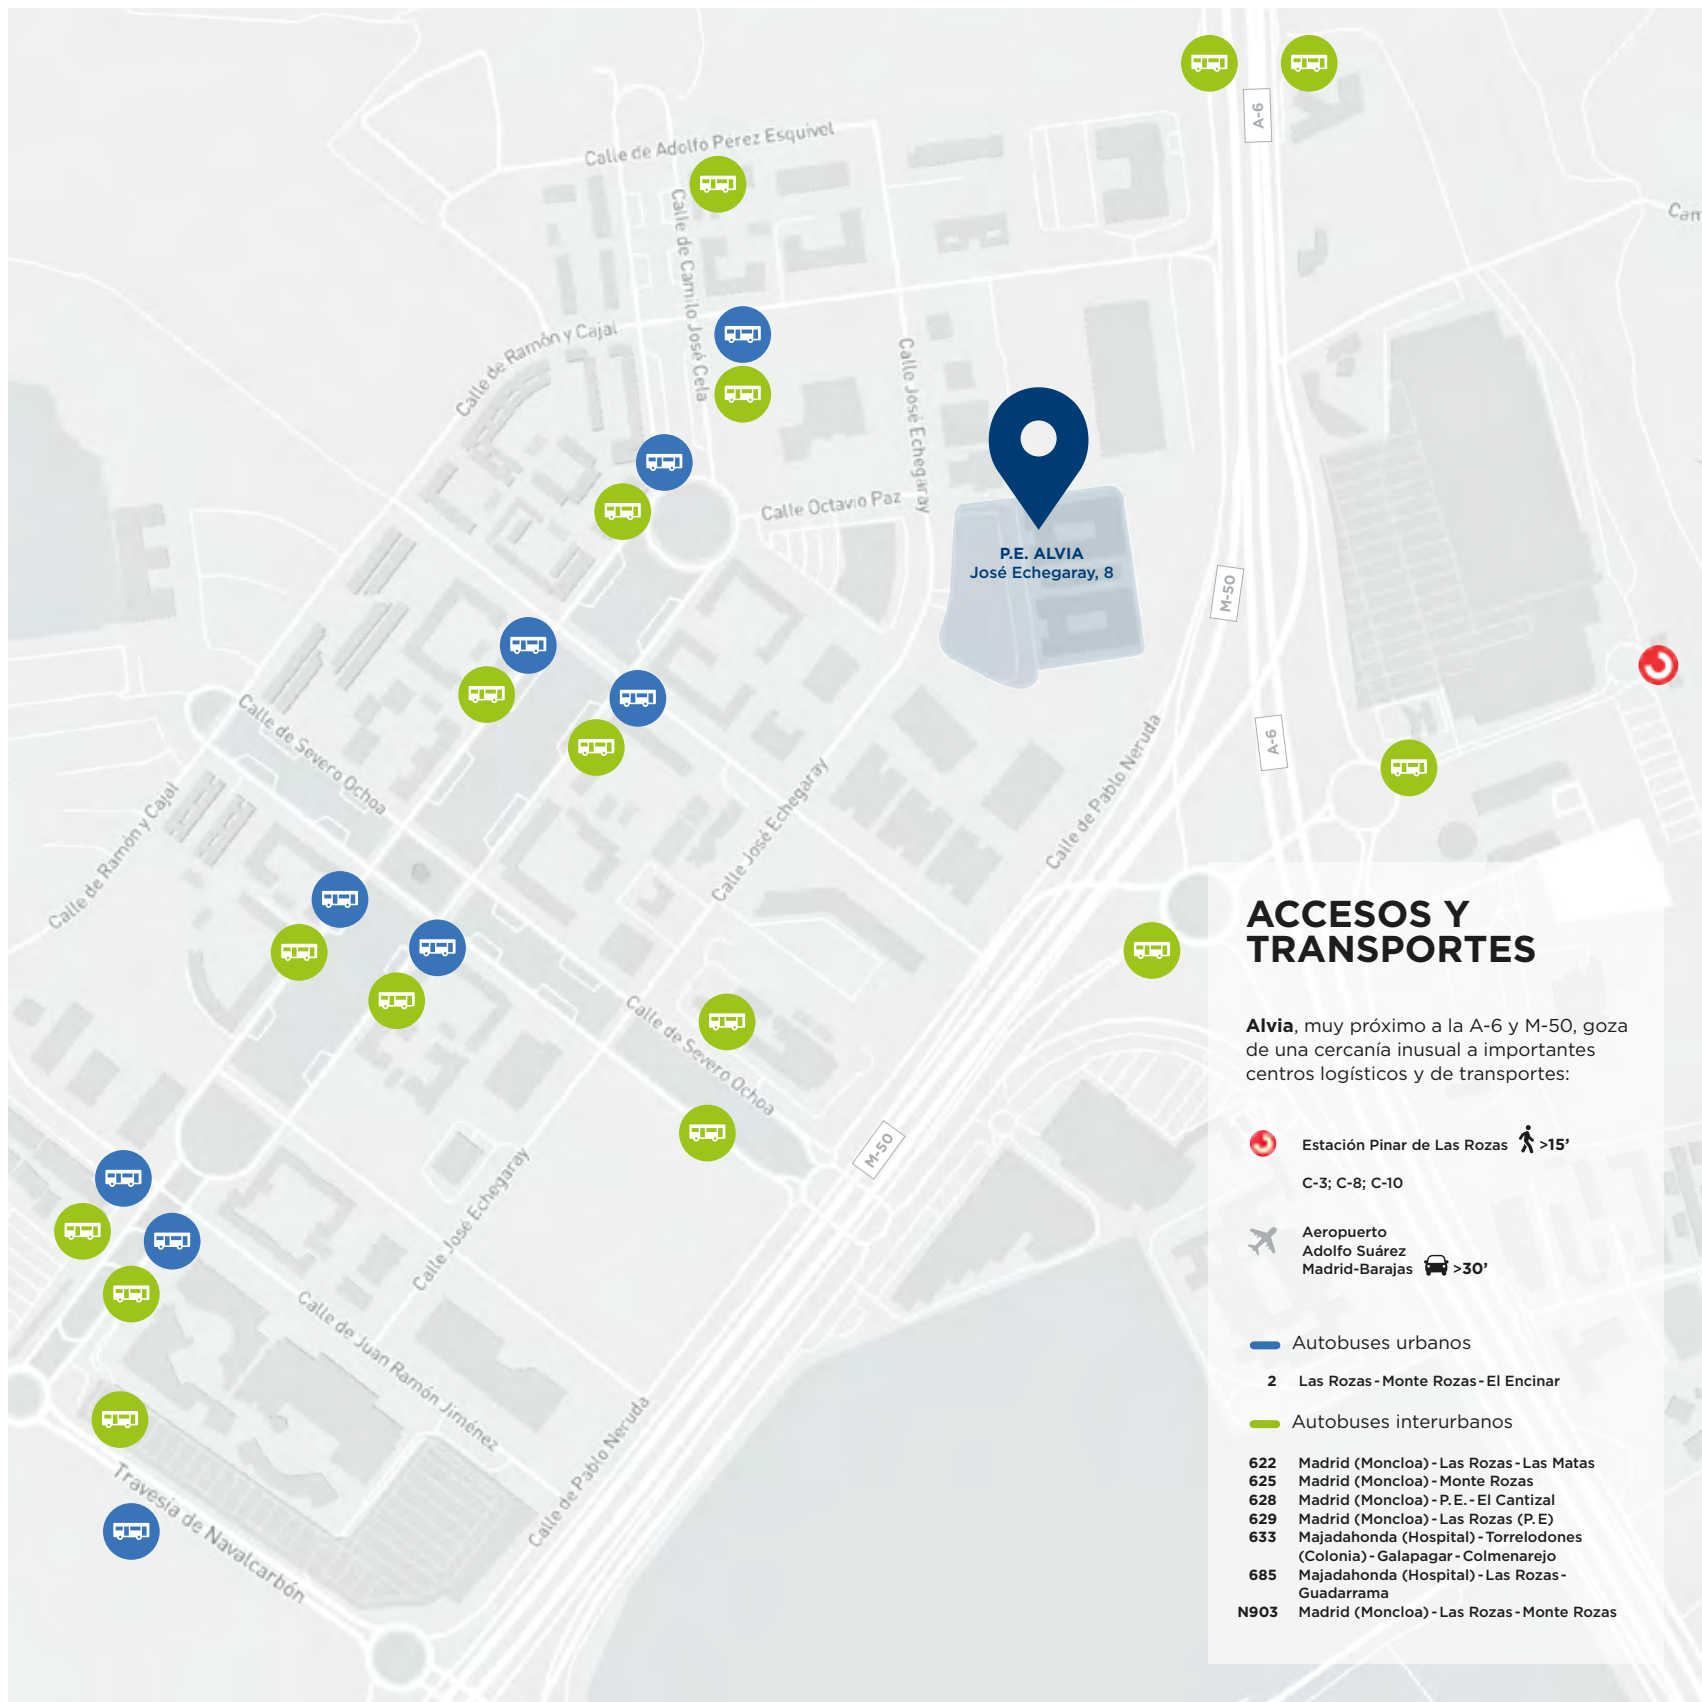 A-6
Calle de Adolfo Pérez Esquivel
Calle de Camilo José Cela
Calle de Ramón y Cajal
Calle José Echegaray
Calle Octavio Paz
P.E. ALVIA
José Echegaray, 8
M-50
Calle de Severo Ochoa
A-6
Calle de Pablo Neruda
Calle José Echegaray
Calle de Ramón y Cajal
Calle de Severo Ochoa
M-50
Calle José Echegaray
Calle de Juan Ramón Jiménez
Calle de Pablo Neruda
Travesía de Navalcarbón
ACCESOS Y
TRANSPORTES
Alvia, muy próximo a la A-6 y M-50, goza
de una cercanía inusual a importantes
centros logísticos y de transportes:
Estación Pinar de Las Rozas >15’
C-3; C-8; C-10
Aeropuerto
Adolfo Suárez
Madrid-Barajas >30’
Autobuses urbanos
2 Las Rozas - Monte Rozas - El Encinar
Autobuses interurbanos
622 Madrid (Moncloa) - Las Rozas - Las Matas
625 Madrid (Moncloa) - Monte Rozas
628 Madrid (Moncloa) - P.E. - El Cantizal
629 Madrid (Moncloa) - Las Rozas (P.E)
633 Majadahonda (Hospital) - Torrelodones
(Colonia) - Galapagar - Colmenarejo
685 Majadahonda (Hospital) - Las Rozas -
Guadarrama
N903 Madrid (Moncloa) - Las Rozas - Monte Rozas